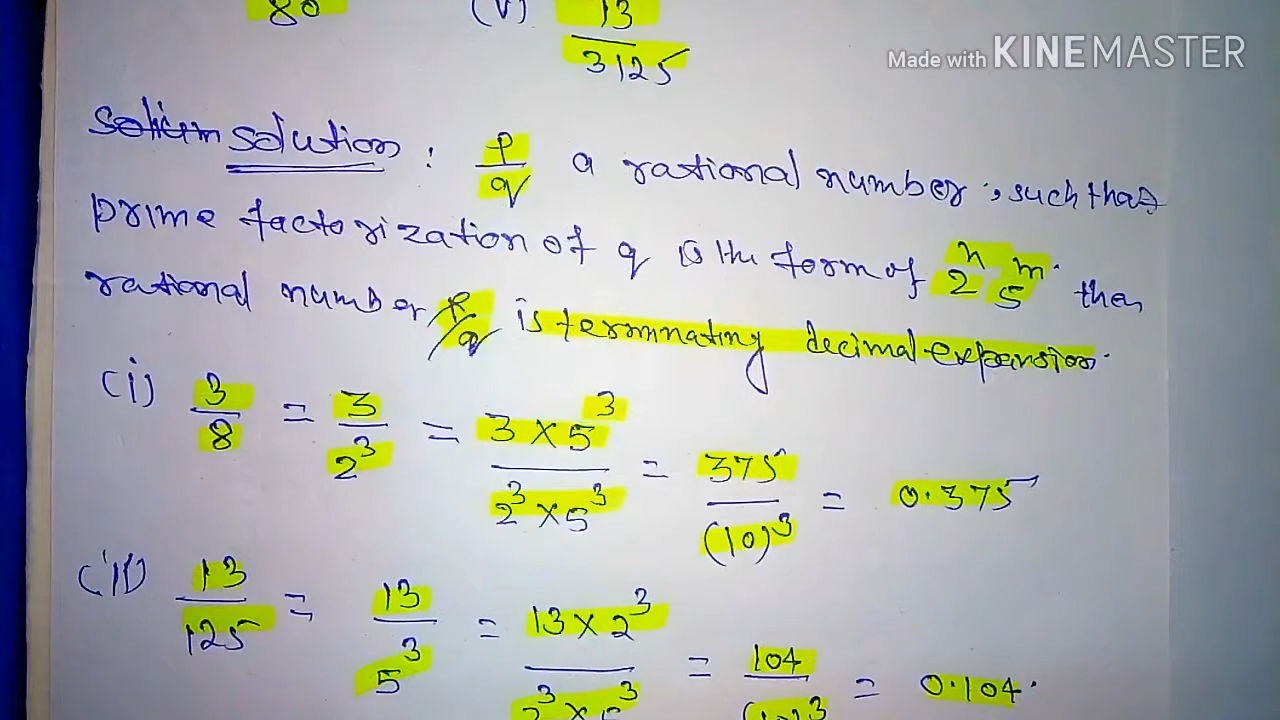 80 (v) 13/3125
Made with KINEMASTER
solution : p/q a rational number, such that
prime factorization of q is the form of 2^n 5^m. then
rational number p/q is terminating decimal expansion.
(i) 3/8 = 3/2^3 = 3 × 5^3/2^3 × 5^3 = 375/(10)^3 = 0.375
(ii) 13/125 = 13/5^3 = 13 × 2^3/2^3 × 5^3 = 104/(10)^3 = 0.104.